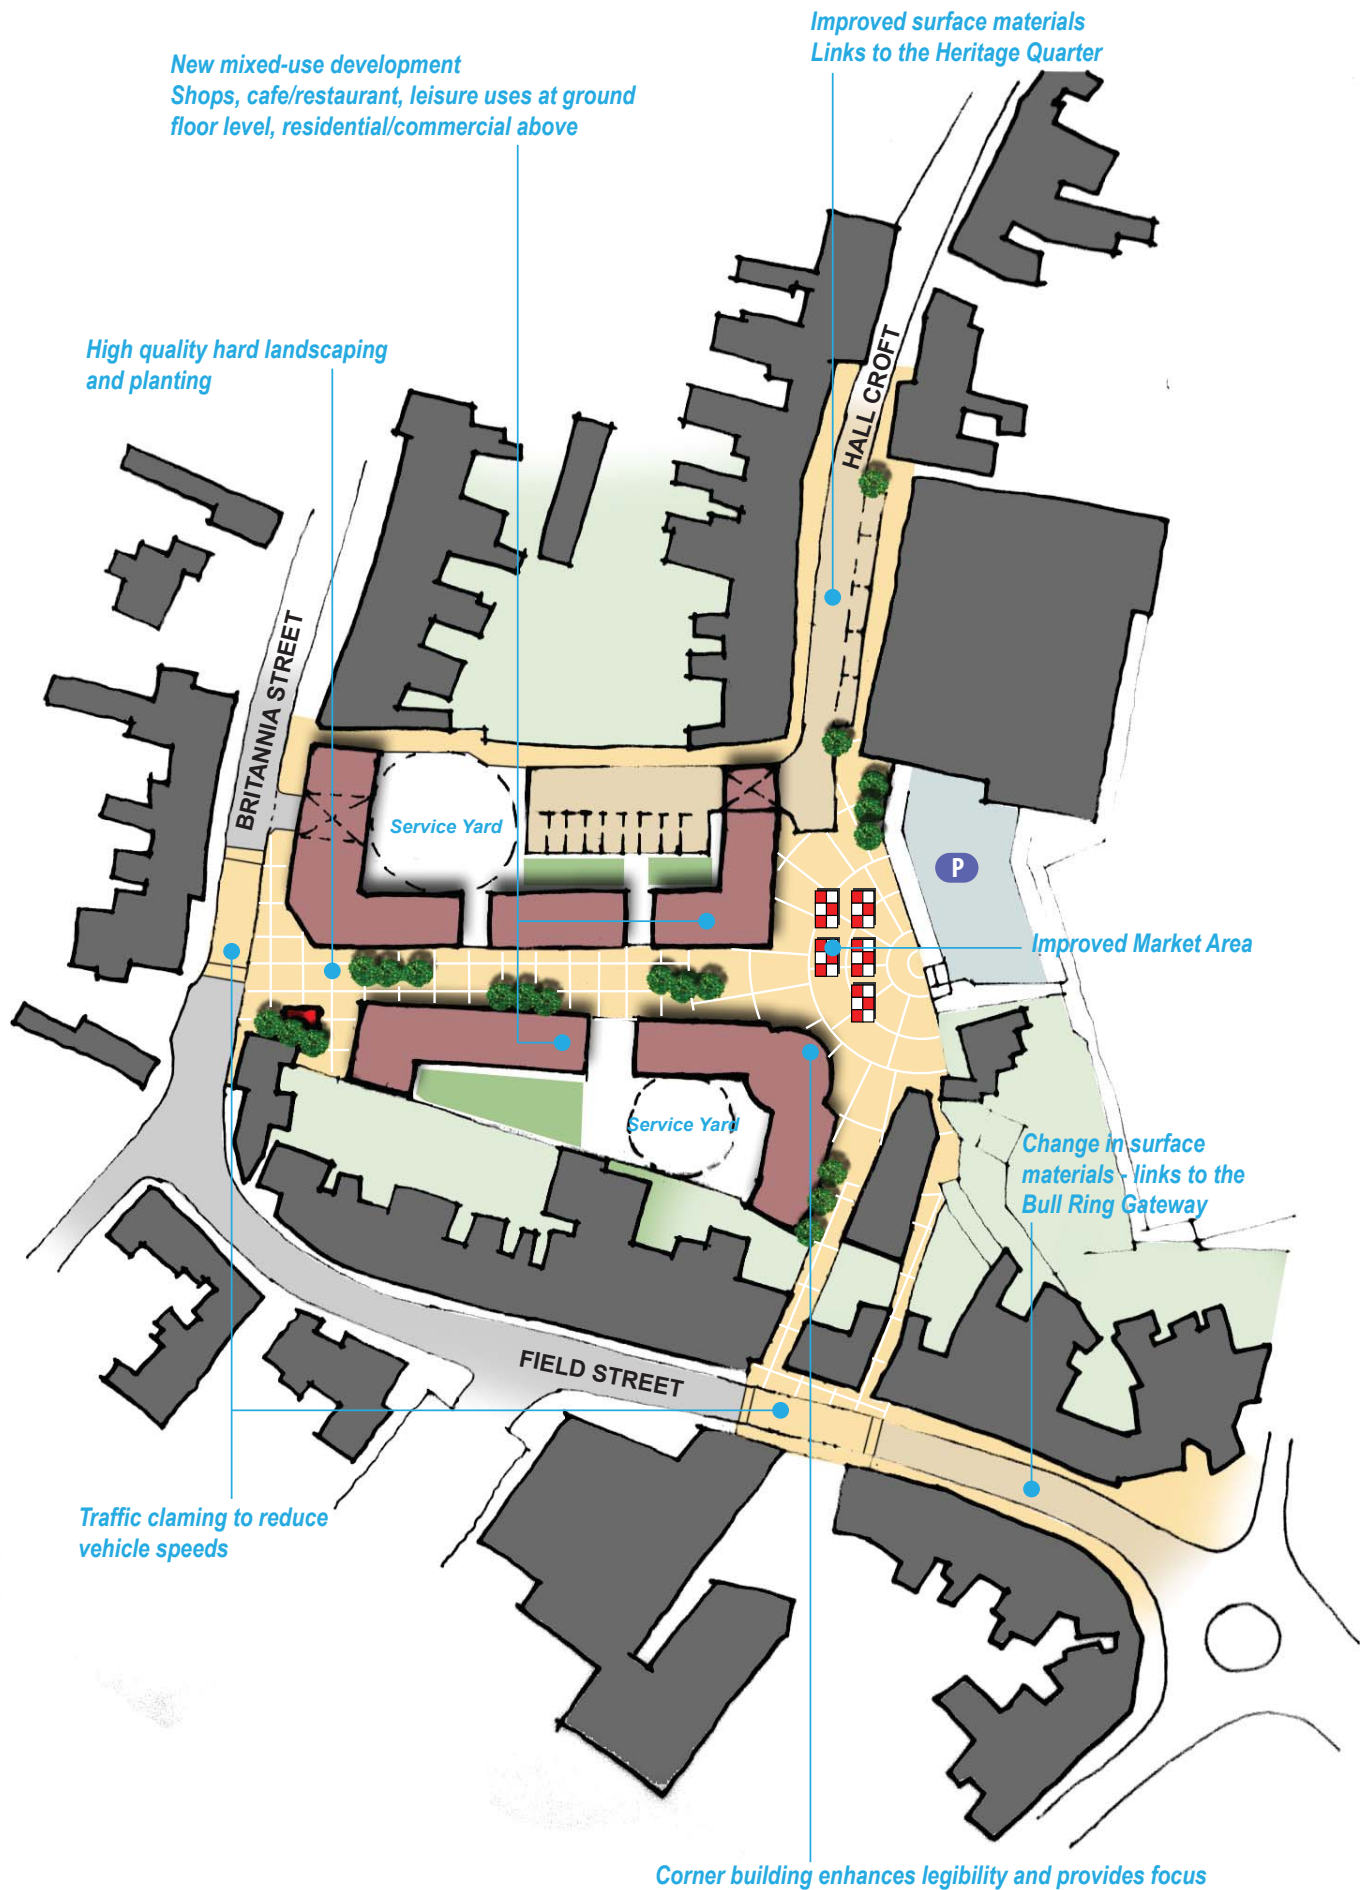 Improved surface materials
Links to the Heritage Quarter
New mixed-use development
Shops, cafe/restaurant, leisure uses at ground
floor level, residential/commercial above
High quality hard landscaping
and planting
HALL CROFT
BRITANNIA STREET
Service Yard
P
Improved Market Area
Service Yard
Change in surface
materials - links to the
Bull Ring Gateway
FIELD STREET
Traffic claming to reduce
vehicle speeds
Corner building enhances legibility and provides focus